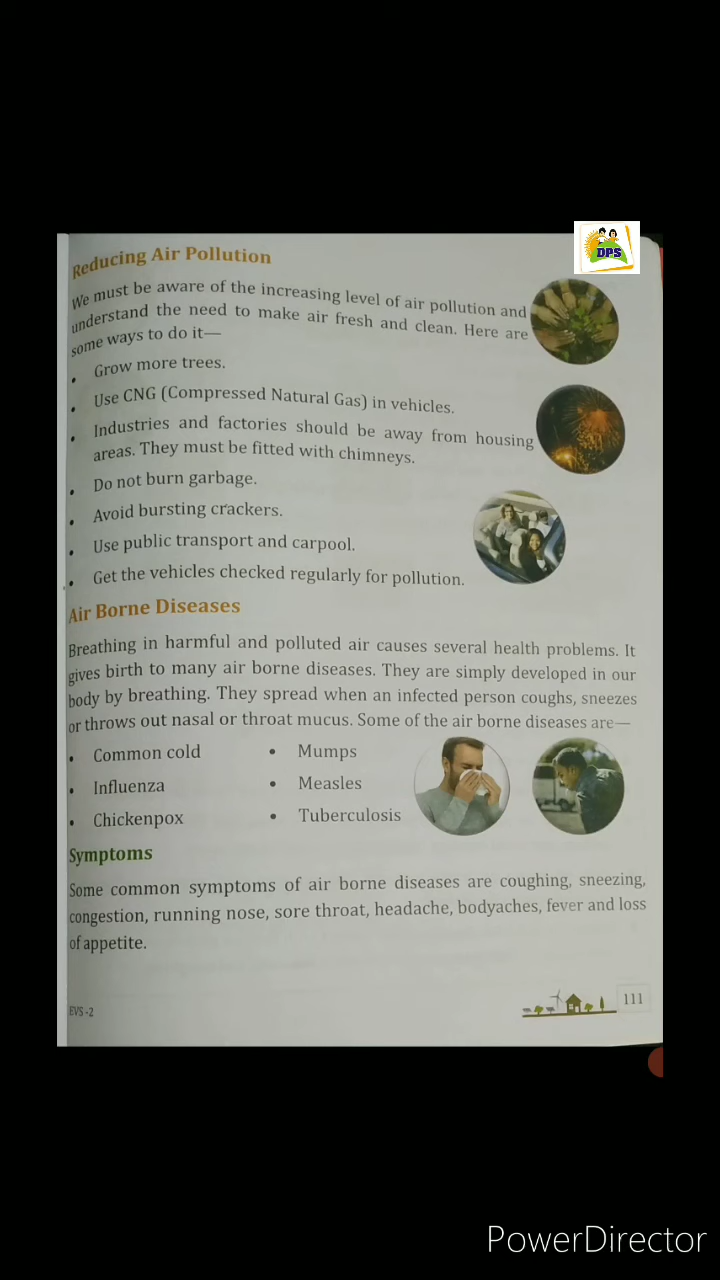 DPS
Reducing Air Pollution
We must be aware of the increasing level of air pollution and
understand the need to make air fresh and clean. Here are
some ways to do it—
• Grow more trees.
• Use CNG (Compressed Natural Gas) in vehicles.
• Industries and factories should be away from housing
areas. They must be fitted with chimneys.
• Do not burn garbage.
• Avoid bursting crackers.
• Use public transport and carpool.
• Get the vehicles checked regularly for pollution.
Air Borne Diseases
Breathing in harmful and polluted air causes several health problems. It
gives birth to many air borne diseases. They are simply developed in our
body by breathing. They spread when an infected person coughs, sneezes
or throws out nasal or throat mucus. Some of the air borne diseases are—
• Common cold • Mumps
• Influenza • Measles
• Chickenpox • Tuberculosis
Symptoms
Some common symptoms of air borne diseases are coughing, sneezing,
congestion, running nose, sore throat, headache, bodyaches, fever and loss
of appetite.
EVS -2 111
PowerDirector